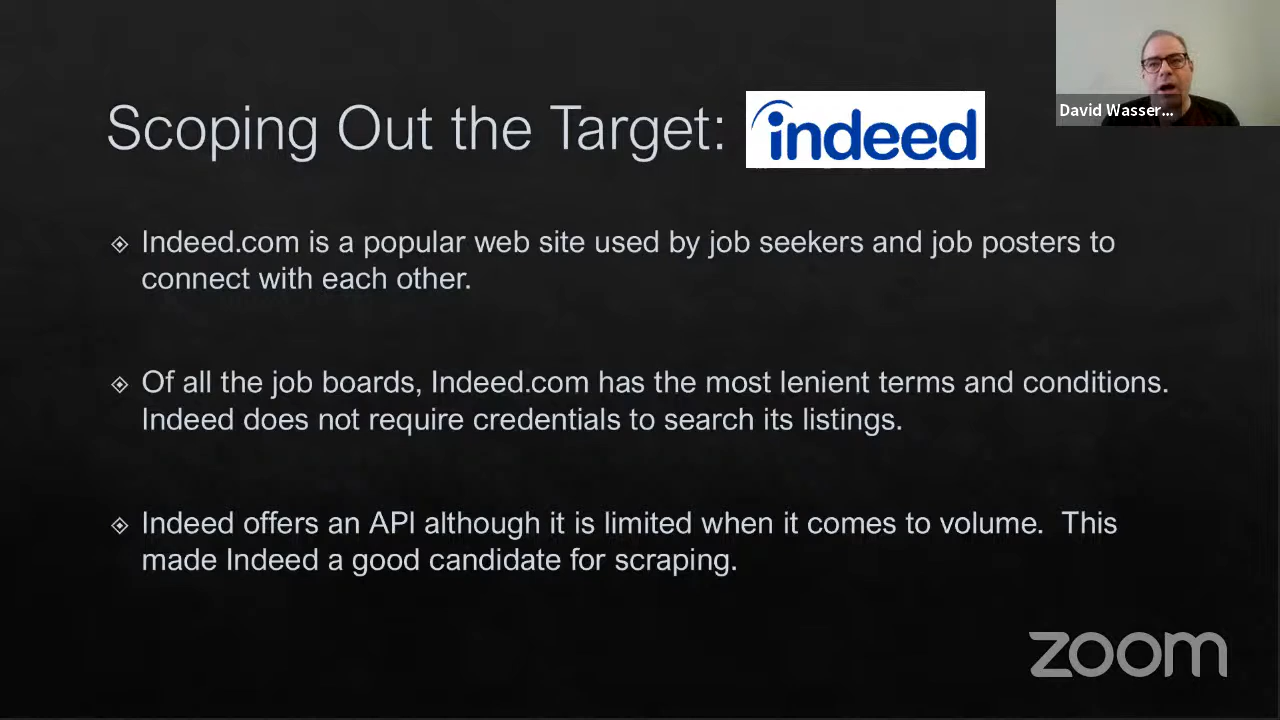 Scoping Out the Target: indeed
David Wasser...
Indeed.com is a popular web site used by job seekers and job posters to
connect with each other.
Of all the job boards, Indeed.com has the most lenient terms and conditions.
Indeed does not require credentials to search its listings.
Indeed offers an API although it is limited when it comes to volume.  This
made Indeed a good candidate for scraping.
zoom